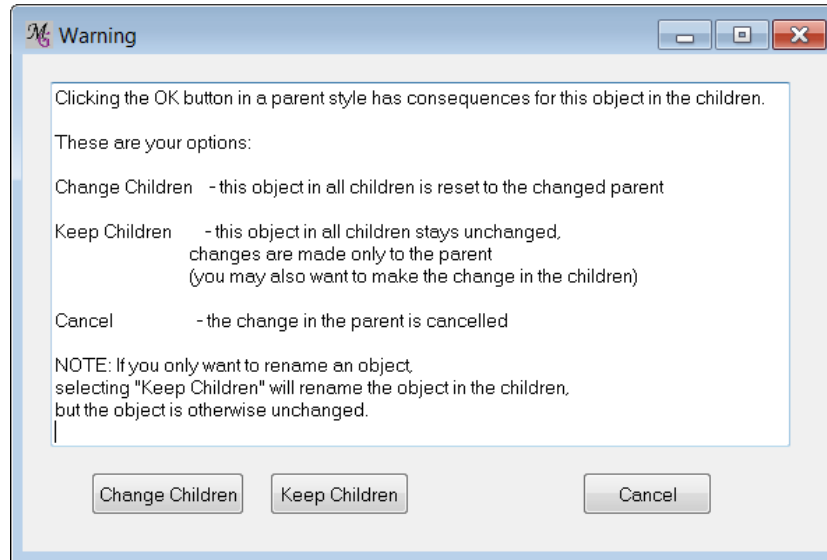 Warning
Clicking the OK button in a parent style has consequences for this object in the children.
These are your options:
Change Children - this object in all children is reset to the changed parent
Keep Children - this object in all children stays unchanged,
changes are made only to the parent
(you may also want to make the change in the children)
Cancel - the change in the parent is cancelled
NOTE: If you only want to rename an object,
selecting "Keep Children" will rename the object in the children,
but the object is otherwise unchanged.
Change Children Keep Children Cancel